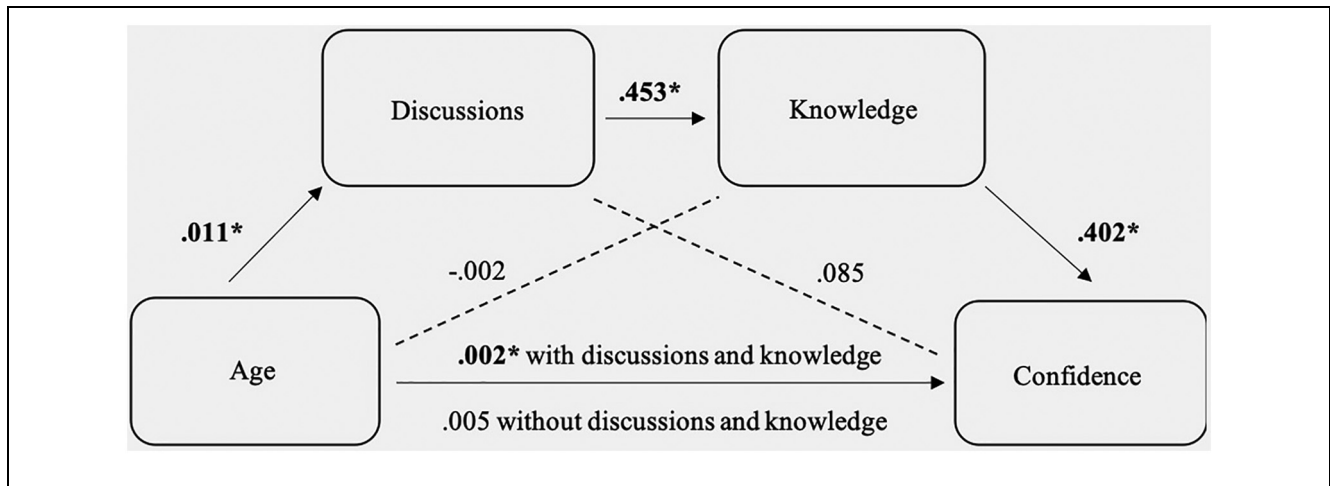 Discussions
.453*
Knowledge
.011*
-.002
.085
.402*
Age
.002* with discussions and knowledge
.005 without discussions and knowledge
Confidence